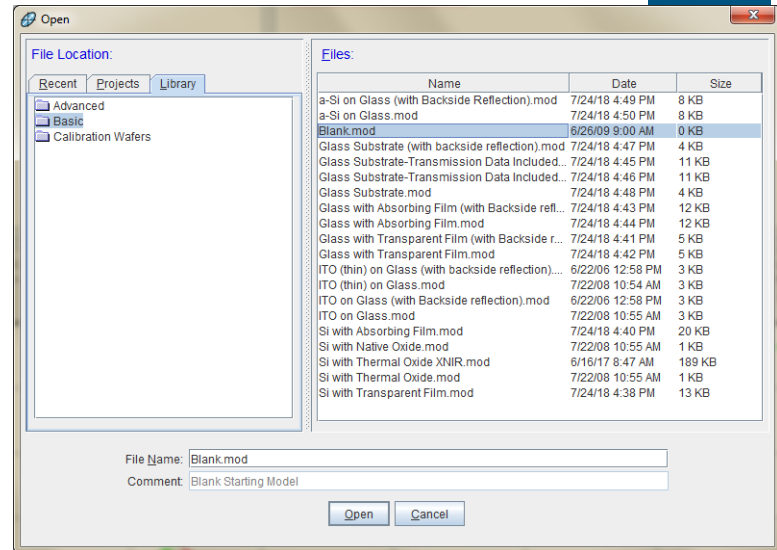 Open
File Location:
Recent Projects Library
Advanced
Basic
Calibration Wafers
Files:
Name Date Size
a-Si on Glass (with Backside Reflection).mod 7/24/18 4:49 PM 8 KB
a-Si on Glass.mod 7/24/18 4:50 PM 8 KB
Blank.mod 6/26/09 9:00 AM 0 KB
Glass Substrate (with backside reflection).mod 7/24/18 4:47 PM 4 KB
Glass Substrate-Transmission Data Included... 7/24/18 4:45 PM 11 KB
Glass Substrate-Transmission Data Included... 7/24/18 4:46 PM 11 KB
Glass Substrate.mod 7/24/18 4:48 PM 4 KB
Glass with Absorbing Film (with Backside refl... 7/24/18 4:43 PM 12 KB
Glass with Absorbing Film.mod 7/24/18 4:44 PM 12 KB
Glass with Transparent Film (with Backside r... 7/24/18 4:41 PM 5 KB
Glass with Transparent Film.mod 7/24/18 4:42 PM 5 KB
ITO (thin) on Glass (with backside reflection).... 6/22/06 12:58 PM 3 KB
ITO (thin) on Glass.mod 7/22/08 10:54 AM 3 KB
ITO on Glass (with Backside reflection).mod 6/22/06 12:58 PM 3 KB
ITO on Glass.mod 7/22/08 10:55 AM 3 KB
Si with Absorbing Film.mod 7/24/18 4:40 PM 20 KB
Si with Native Oxide.mod 7/22/08 10:55 AM 1 KB
Si with Thermal Oxide XNIR.mod 6/16/17 8:47 AM 189 KB
Si with Thermal Oxide.mod 7/22/08 10:55 AM 1 KB
Si with Transparent Film.mod 7/24/18 4:38 PM 13 KB
File Name: Blank.mod
Comment: Blank Starting Model
Open Cancel